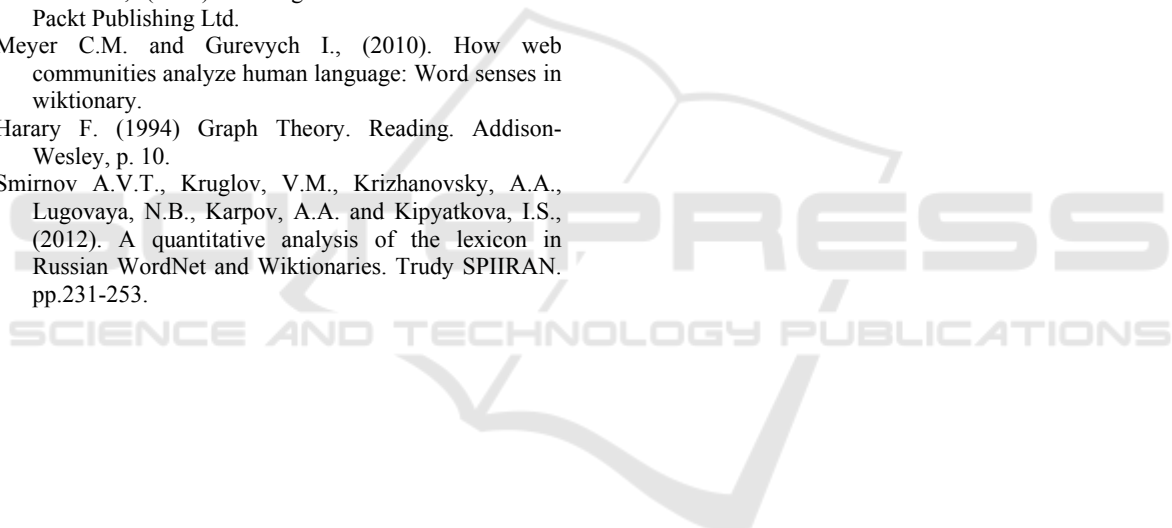 Packt Publishing Ltd.
Meyer C.M. and Gurevych I., (2010). How web
communities analyze human language: Word senses in
wiktionary.
Harary F. (1994) Graph Theory. Reading. Addison-
Wesley, p. 10.
Smirnov A.V.T., Kruglov, V.M., Krizhanovsky, A.A.,
Lugovaya, N.B., Karpov, A.A. and Kipyatkova, I.S.,
(2012). A quantitative analysis of the lexicon in
Russian WordNet and Wiktionaries. Trudy SPIIRAN.
pp.231-253.
SCITEPRESS
SCIENCE AND TECHNOLOGY PUBLICATIONS